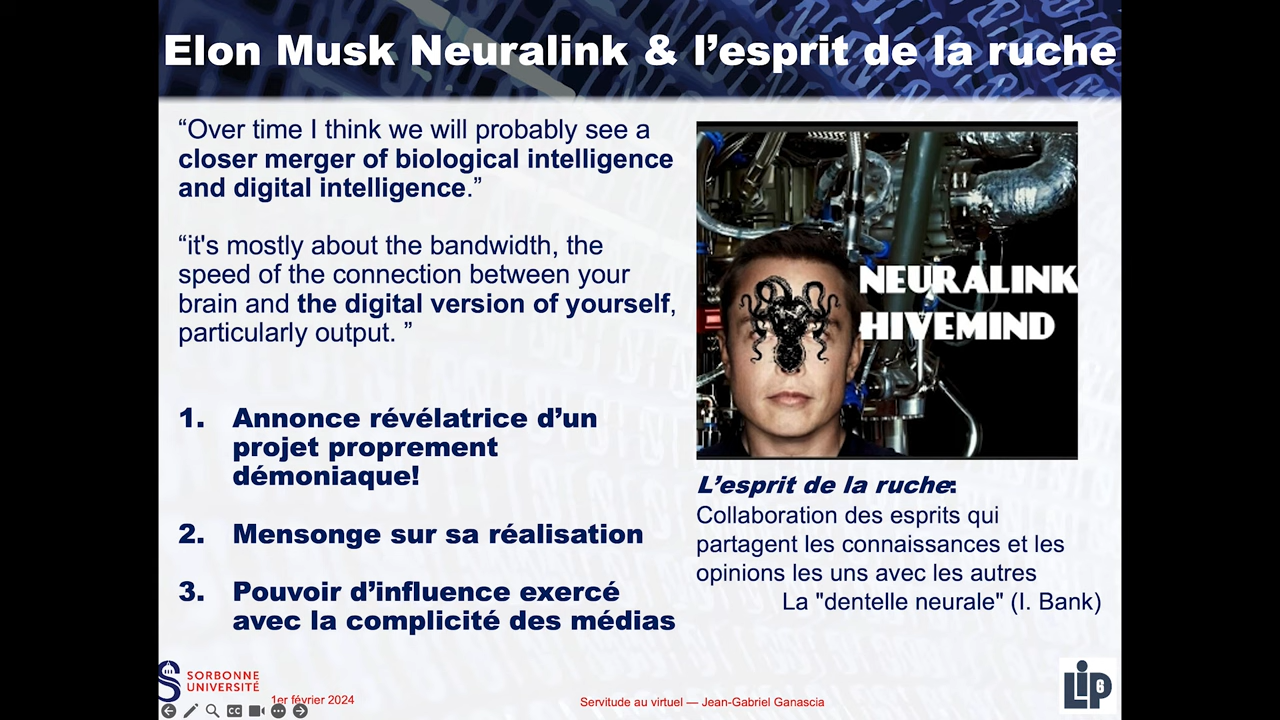 Elon Musk Neuralink & l’esprit de la ruche
“Over time I think we will probably see a
closer merger of biological intelligence
and digital intelligence.”
“it's mostly about the bandwidth, the
speed of the connection between your
brain and the digital version of yourself,
particularly output. ”
1. Annonce révélatrice d’un
projet proprement
démoniaque!
2. Mensonge sur sa réalisation
3. Pouvoir d’influence exercé
avec la complicité des médias
NEURALINK
HIVEMIND
L’esprit de la ruche:
Collaboration des esprits qui
partagent les connaissances et les
opinions les uns avec les autres
La "dentelle neurale" (I. Bank)
SORBONNE
UNIVERSITÉ
1er février 2024
Servitude au virtuel — Jean-Gabriel Ganascia
LIP6
CC